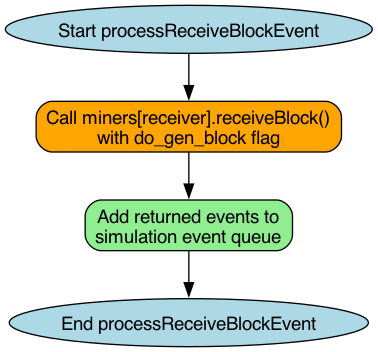 Start processReceiveBlockEvent
Call miners[receiver].receiveBlock()
with do_gen_block flag
Add returned events to
simulation event queue
End processReceiveBlockEvent